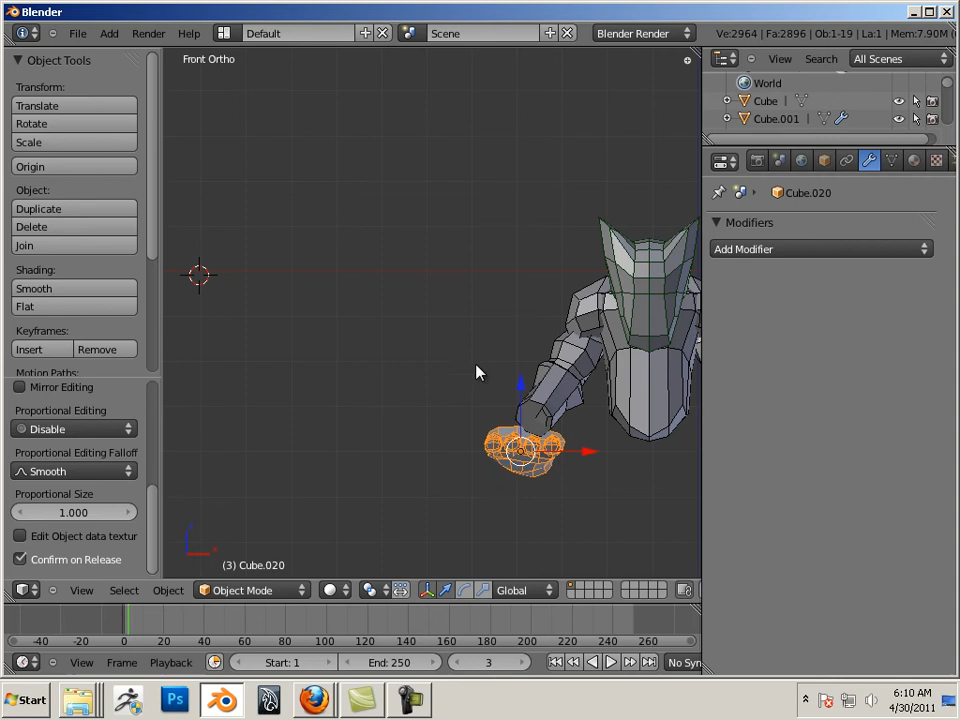 Blender
File Add Render Help Default Scene Blender Render Ve:2964 | Fa:2896 | Ob:1-19 | La:1 | Mem:7.90M (
Object Tools
Transform:
Translate
Rotate
Scale
Origin
Object:
Duplicate
Delete
Join
Shading:
Smooth
Flat
Keyframes:
Insert Remove
Motion Paths:
Mirror Editing
Proportional Editing
Disable
Proportional Editing Falloff
Smooth
Proportional Size
1.000
Edit Object data textur
Confirm on Release
Front Ortho
(3) Cube.020
View Search All Scenes
World
Cube
Cube.001
Cube.020
Modifiers
Add Modifier
View Select Object Object Mode Global
-40 -20 0 20 40 60 80 100 120 140 160 180 200 220 240 260
View Frame Playback Start: 1 End: 250 3 No Syn
Start Ps 6:10 AM
4/30/2011